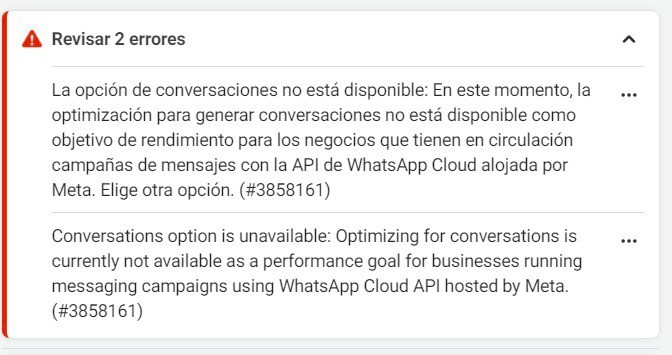 Revisar 2 errores
La opción de conversaciones no está disponible: En este momento, la
optimización para generar conversaciones no está disponible como
objetivo de rendimiento para los negocios que tienen en circulación
campañas de mensajes con la API de WhatsApp Cloud alojada por
Meta. Elige otra opción. (#3858161)
Conversations option is unavailable: Optimizing for conversations is
currently not available as a performance goal for businesses running
messaging campaigns using WhatsApp Cloud API hosted by Meta.
(#3858161)